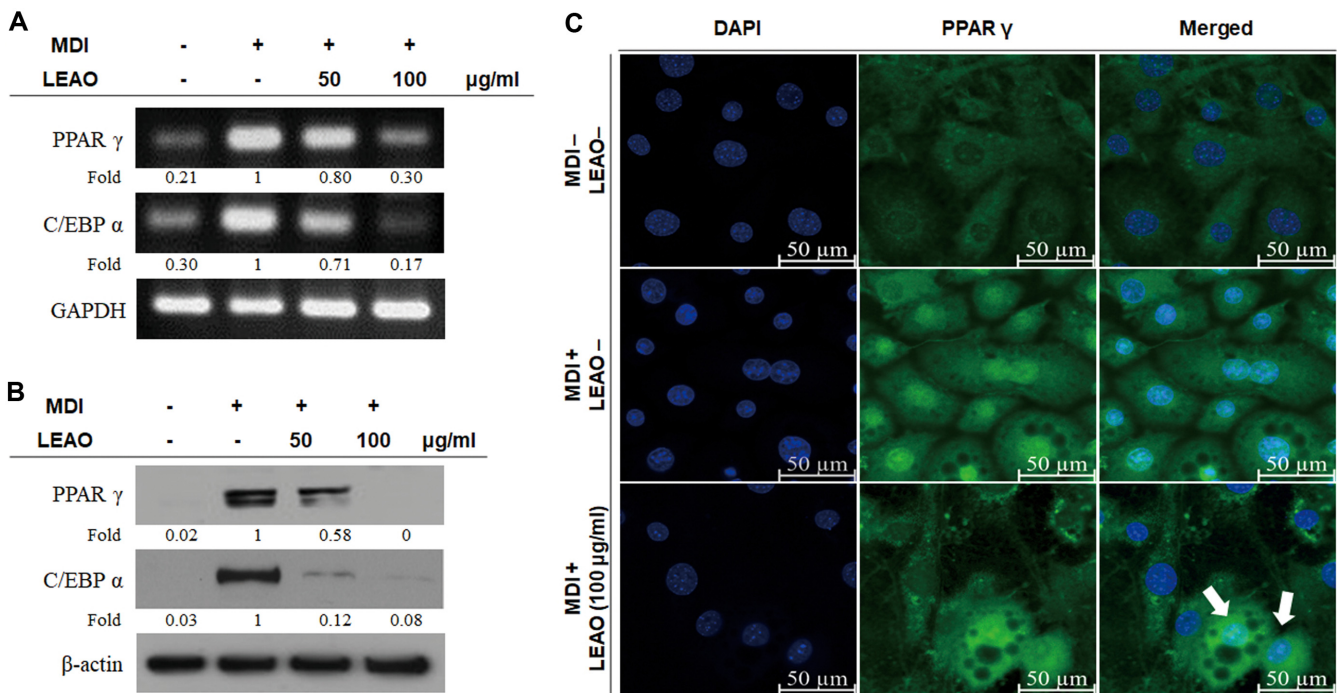 A
MDI - + + +
LEAO - - 50 100 µg/ml
PPAR γ
Fold 0.21 1 0.80 0.30
C/EBP α
Fold 0.30 1 0.71 0.17
GAPDH
B
MDI - + + +
LEAO - - 50 100 µg/ml
PPAR γ
Fold 0.02 1 0.58 0
C/EBP α
Fold 0.03 1 0.12 0.08
β-actin
C
DAPI PPAR γ Merged
MDI–
LEAO–
50 µm 50 µm 50 µm
MDI+
LEAO–
50 µm 50 µm 50 µm
MDI+
LEAO (100 µg/ml)
50 µm 50 µm 50 µm